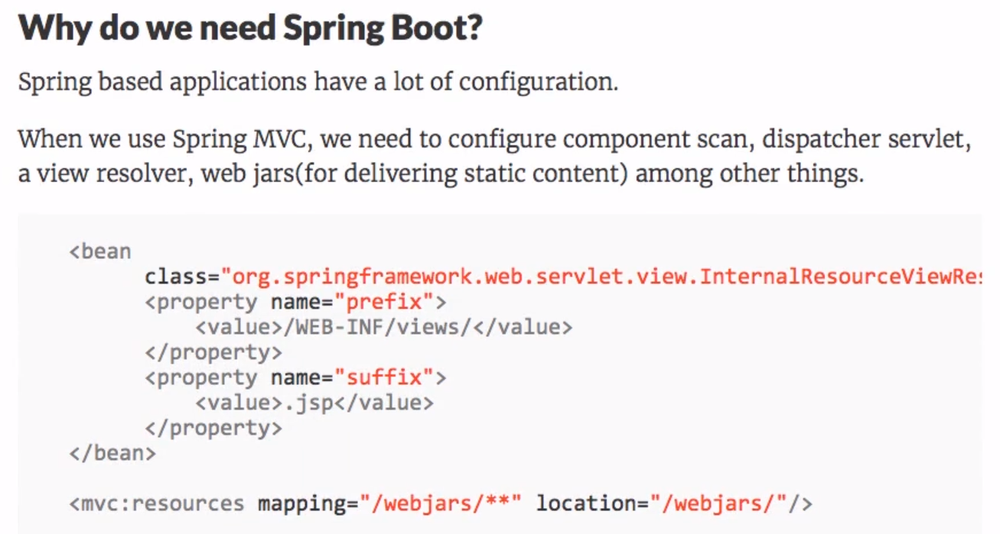 Why do we need Spring Boot?
Spring based applications have a lot of configuration.
When we use Spring MVC, we need to configure component scan, dispatcher servlet,
a view resolver, web jars(for delivering static content) among other things.
<bean
class="org.springframework.web.servlet.view.InternalResourceViewRe
<property name="prefix">
<value>/WEB-INF/views/</value>
</property>
<property name="suffix">
<value>.jsp</value>
</property>
</bean>
<mvc:resources mapping="/webjars/**" location="/webjars/"/>